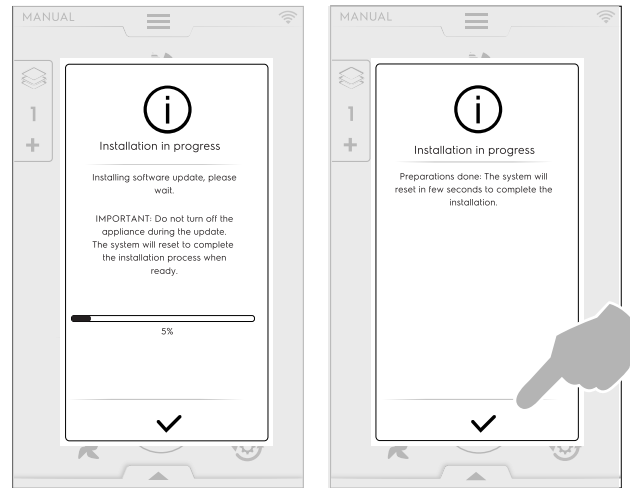 MANUAL
1
+
i
Installation in progress
Installing software update, please
wait.
IMPORTANT: Do not turn off the
appliance during the update.
The system will reset to complete
the installation process when
ready.
5%
MANUAL
1
+
i
Installation in progress
Preparations done: The system will
reset in few seconds to complete the
installation.